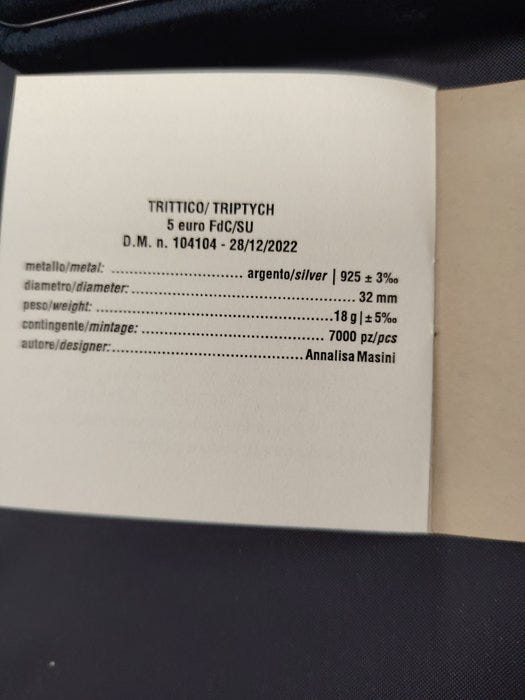 TRITTICO/ TRIPTYCH
5 euro FdC/SU
D.M. n. 104104 - 28/12/2022
metallo/metal: ................................ argento/silver | 925 ± 3‰
diametro/diameter: ................................ 32 mm
peso/weight: ................................ 18 g | ± 5‰
contingente/mintage: ................................ 7000 pz/pcs
autore/designer: ................................ Annalisa Masini